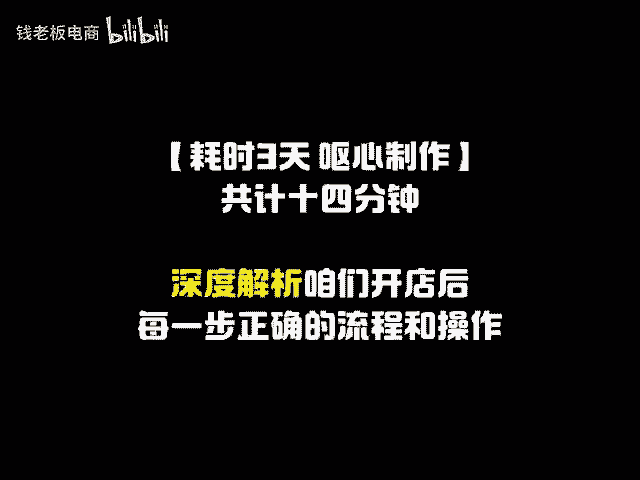 钱老板电商 bilibili
【耗时3天 呕心制作】
共计十四分钟
深度解析咱们开店后
每一步正确的流程和操作